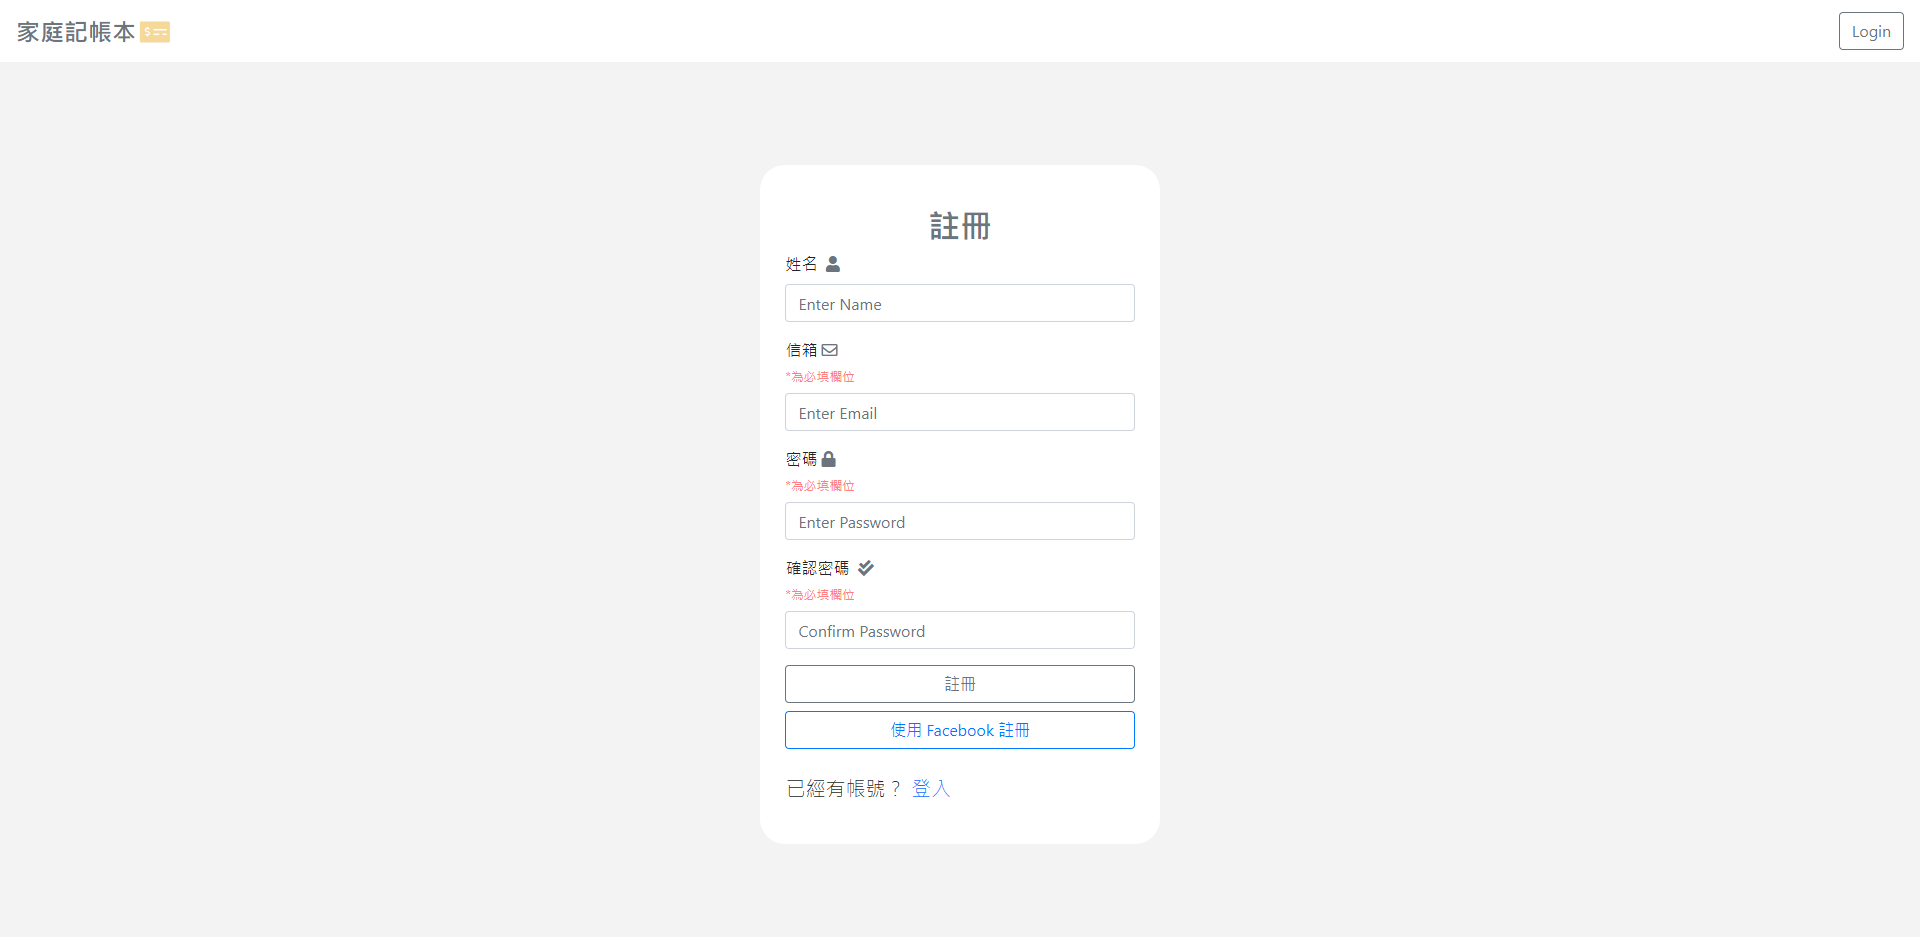 家庭記帳本
Login
註冊
姓名
Enter Name
信箱
*為必填欄位
Enter Email
密碼
*為必填欄位
Enter Password
確認密碼
*為必填欄位
Confirm Password
註冊
使用 Facebook 註冊
已經有帳號？ 登入